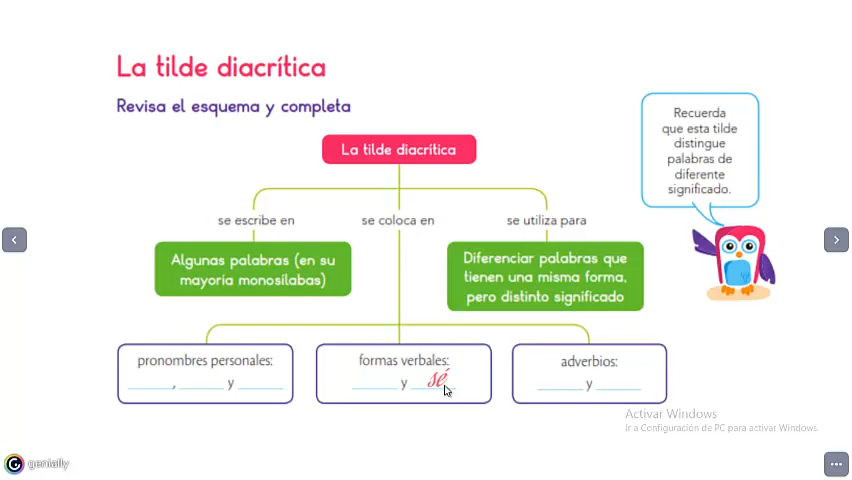 La tilde diacrítica
Revisa el esquema y completa
Recuerda
que esta tilde
distingue
palabras de
diferente
significado.
La tilde diacrítica
se escribe en
se coloca en
se utiliza para
Algunas palabras (en su
mayoría monosílabas)
Diferenciar palabras que
tienen una misma forma,
pero distinto significado
pronombres personales:
______, ______ y ______
formas verbales:
______ y sé
adverbios:
______ y ______
Activar Windows
Ir a Configuración de PC para activar Windows.
genially